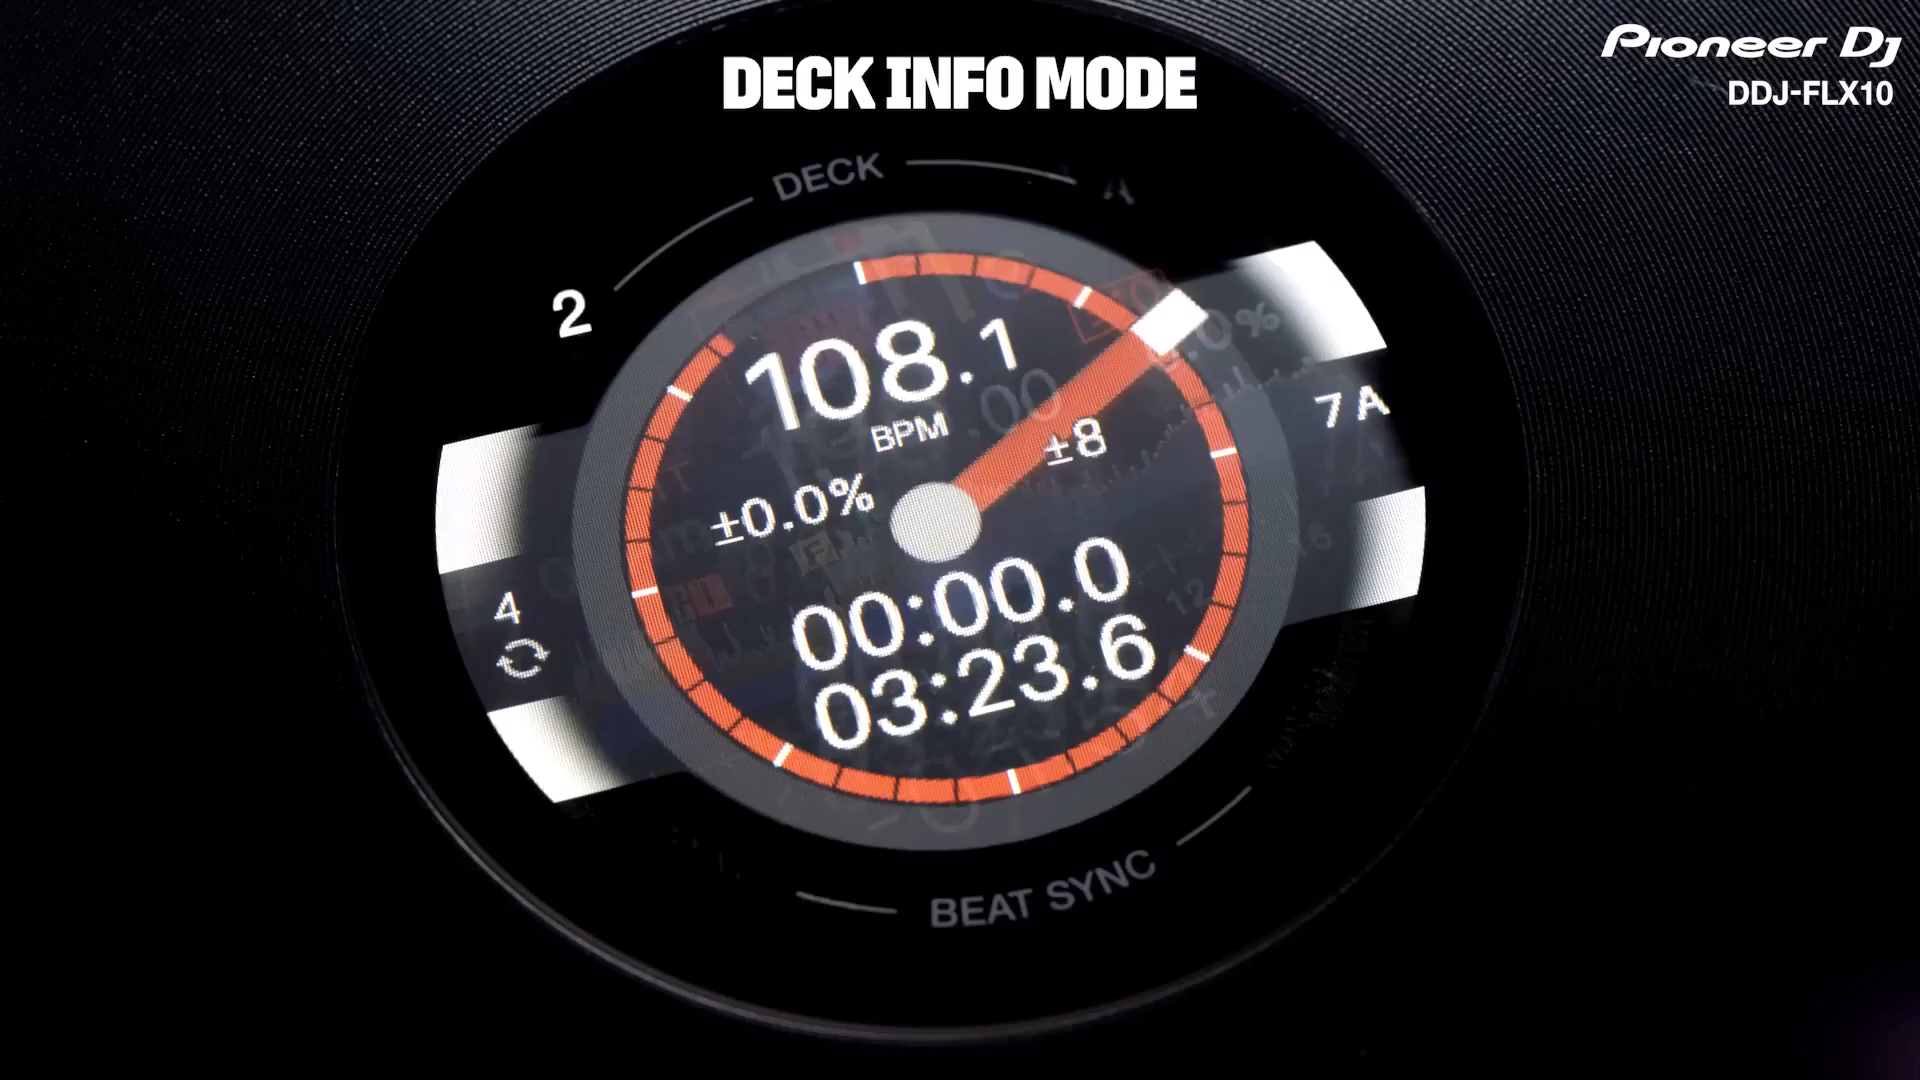 Pioneer Dj
DDJ-FLX10
DECK INFO MODE
DECK
2
108.1
BPM
±8
7A
±0.0%
4
00:00.0
03:23.6
BEAT SYNC